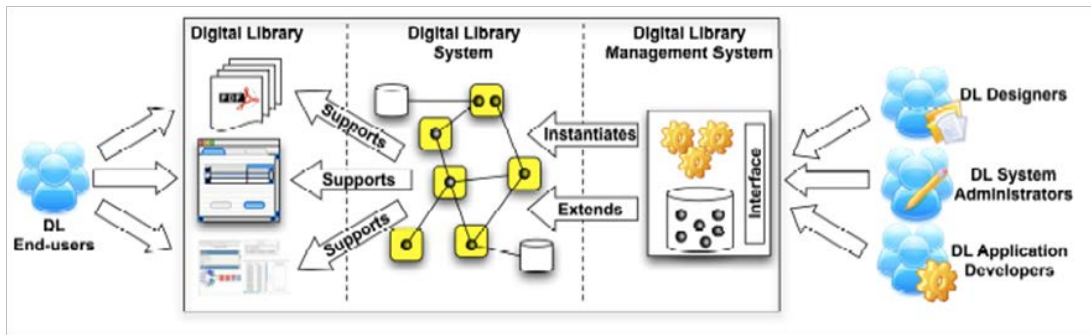 Digital Library
Digital Library
System
Digital Library
Management System
PDF
Supports
Supports
Supports
Instantiates
Extends
Interface
DL
End-users
DL Designers
DL System
Administrators
DL Application
Developers